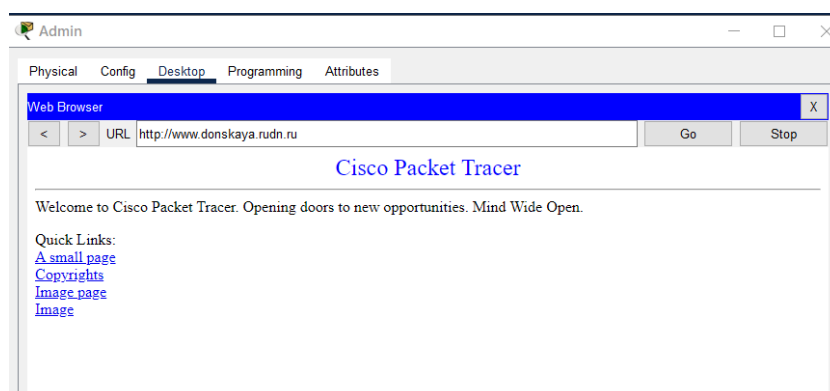 Admin
Physical Config Desktop Programming Attributes
Web Browser X
< > URL http://www.donskaya.rudn.ru Go Stop
Cisco Packet Tracer
Welcome to Cisco Packet Tracer. Opening doors to new opportunities. Mind Wide Open.
Quick Links:
A small page
Copyrights
Image page
Image